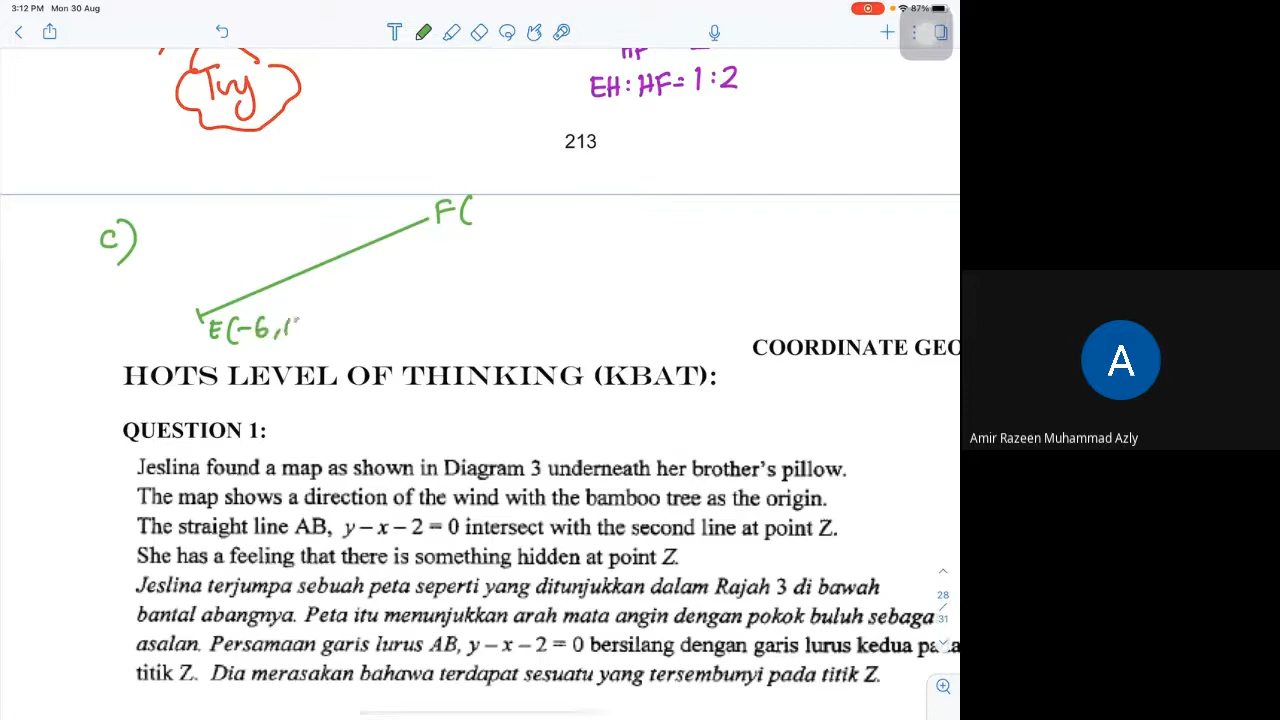 3:12 PM Mon 30 Aug
87%
Try
HF
EH:HF=1:2
213
c)
F(
E(-6,1
COORDINATE GEO
HOTS LEVEL OF THINKING (KBAT):
QUESTION 1:
Jeslina found a map as shown in Diagram 3 underneath her brother's pillow.
The map shows a direction of the wind with the bamboo tree as the origin.
The straight line AB, y – x – 2 = 0 intersect with the second line at point Z.
She has a feeling that there is something hidden at point Z.
Jeslina terjumpa sebuah peta seperti yang ditunjukkan dalam Rajah 3 di bawah
bantal abangnya. Peta itu menunjukkan arah mata angin dengan pokok buluh sebaga
asalan. Persamaan garis lurus AB, y – x – 2 = 0 bersilang dengan garis lurus kedua
titik Z. Dia merasakan bahawa terdapat sesuatu yang tersembunyi pada titik Z.
28
/
31
A
Amir Razeen Muhammad Azly